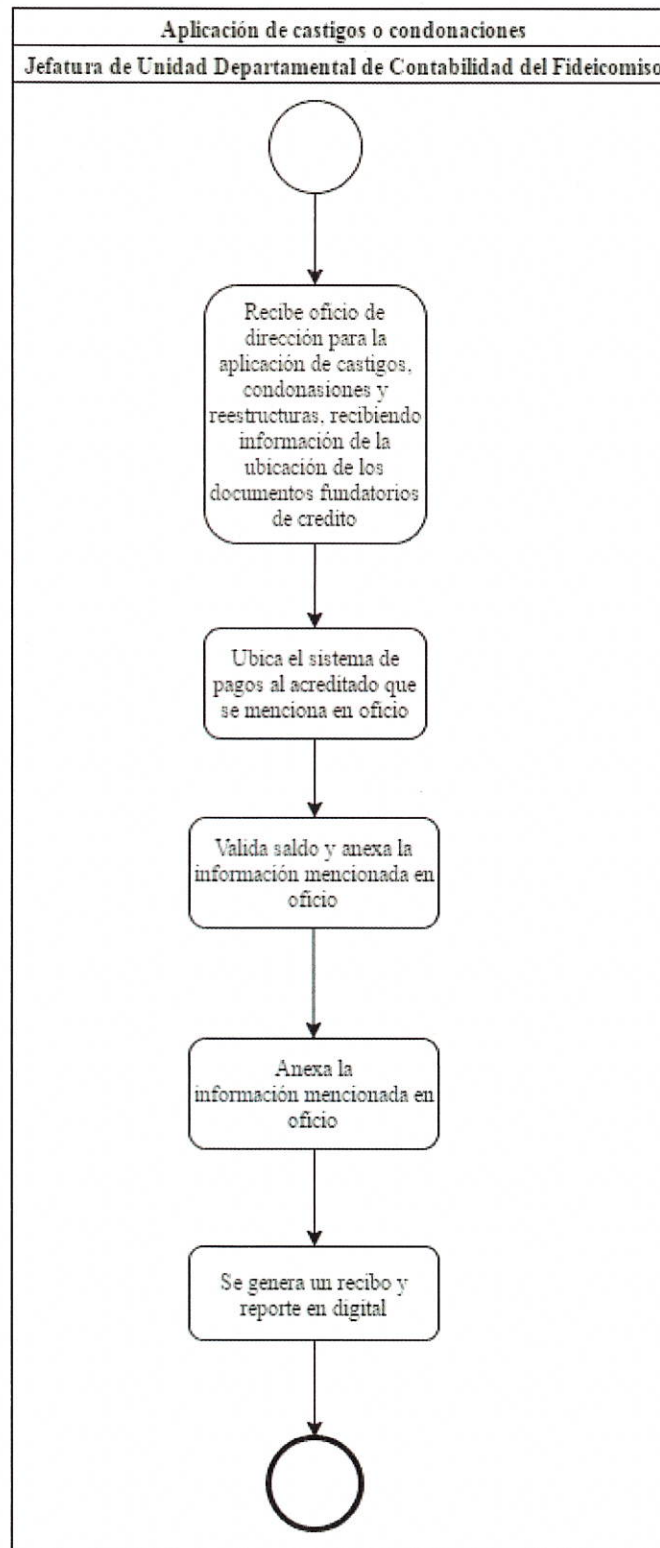 Aplicación de castigos o condonaciones
Jefatura de Unidad Departamental de Contabilidad del Fideicomiso
Recibe oficio de
dirección para la
aplicación de castigos,
condonasiones y
reestructuras, recibiendo
información de la
ubicación de los
documentos fundatorios
de credito
Ubica el sistema de
pagos al acreditado que
se menciona en oficio
Valida saldo y anexa la
información mencionada en
oficio
Anexa la
información mencionada en
oficio
Se genera un recibo y
reporte en digital